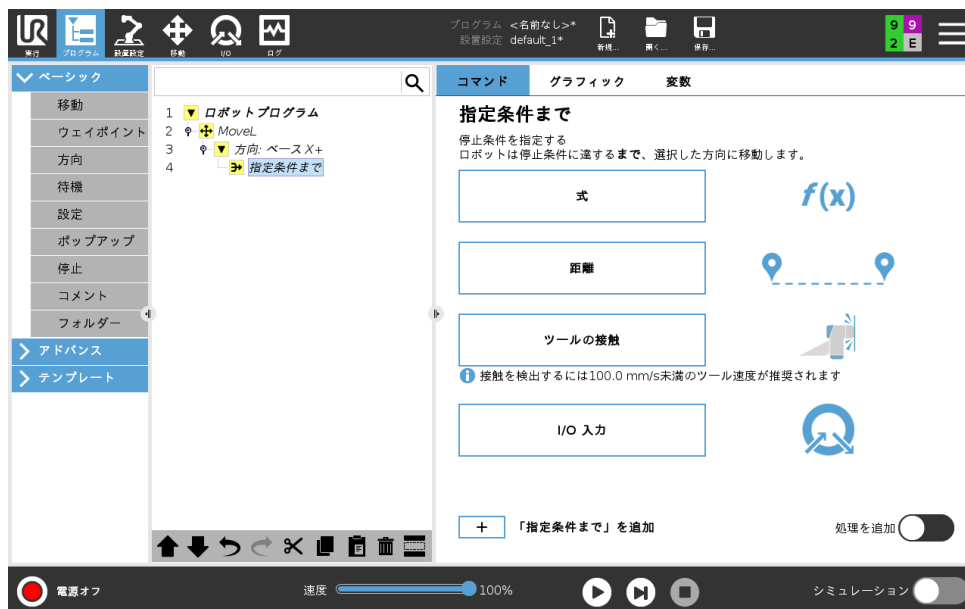 UR
実行
プログラム
設置設定
移動
I/O
ログ
プログラム <名前なし>*
設置設定 default_1*
新規...
開く...
保存...
9 9
2 E
ベーシック
移動
ウェイポイント
方向
待機
設定
ポップアップ
停止
コメント
フォルダー
アドバンス
テンプレート
1 ロボットプログラム
2 MoveL
3 方向: ベース X+
4 指定条件まで
コマンド グラフィック 変数
指定条件まで
停止条件を指定する
ロボットは停止条件に達するまで、選択した方向に移動します。
式
f(x)
距離
ツールの接触
接触を検出するには100.0 mm/s未満のツール速度が推奨されます
I/O 入力
+ 「指定条件まで」を追加
処理を追加
電源オフ
速度 100%
シミュレーション